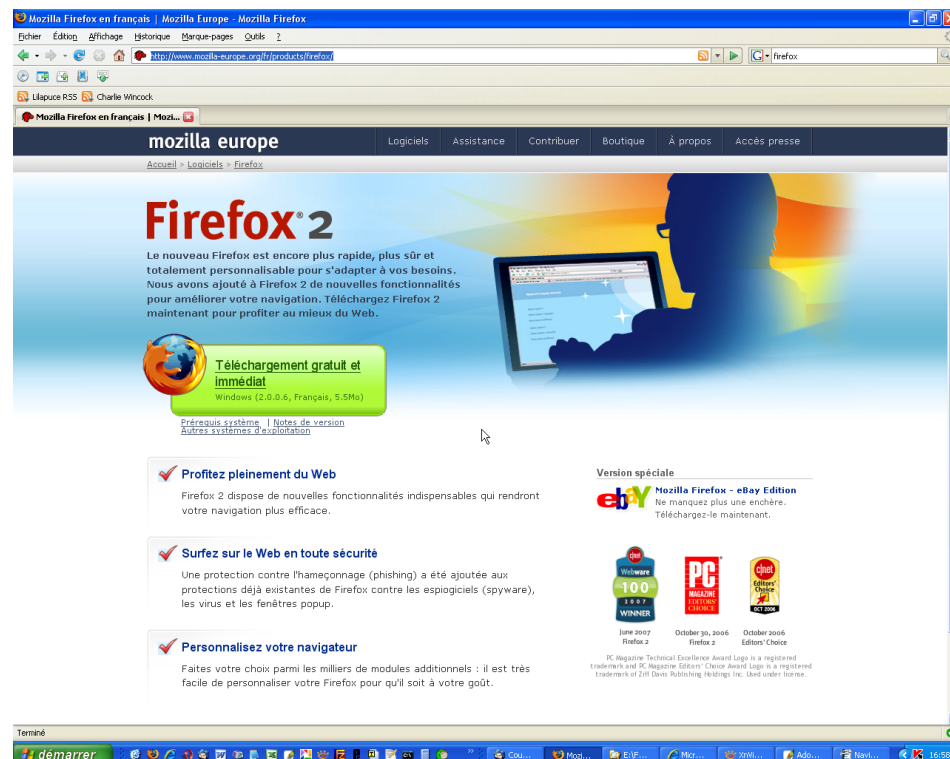 Mozilla Firefox en français | Mozilla Europe - Mozilla Firefox
Fichier Édition Affichage Historique Marque-pages Outils ?
http://www.mozilla-europe.org/fr/products/firefox/
firefox
Lilapuce RSS Charlie Wincock
Mozilla Firefox en français | Mozi...
mozilla europe Logiciels Assistance Contribuer Boutique À propos Accès presse
Accueil > Logiciels > Firefox
Firefox® 2
Le nouveau Firefox est encore plus rapide, plus sûr et
totalement personnalisable pour s'adapter à vos besoins.
Nous avons ajouté à Firefox 2 de nouvelles fonctionnalités
pour améliorer votre navigation. Téléchargez Firefox 2
maintenant pour profiter au mieux du Web.
Téléchargement gratuit et
immédiat
Windows (2.0.0.6, Français, 5.5Mo)
Prérequis système | Notes de version
Autres systèmes d'exploitation
Profitez pleinement du Web
Firefox 2 dispose de nouvelles fonctionnalités indispensables qui rendront
votre navigation plus efficace.
Surfez sur le Web en toute sécurité
Une protection contre l'hameçonnage (phishing) a été ajoutée aux
protections déjà existantes de Firefox contre les espiogiciels (spyware),
les virus et les fenêtres popup.
Personnalisez votre navigateur
Faites votre choix parmi les milliers de modules additionnels : il est très
facile de personnaliser votre Firefox pour qu'il soit à votre goût.
Version spéciale
ebY
Mozilla Firefox - eBay Edition
Ne manquez plus une enchère.
Téléchargez-le maintenant.
c|net
Webware
100
2007
WINNER
PC
MAGAZINE
EDITORS'
CHOICE
c|net
Editors'
Choice
OCT 2006
June 2007
Firefox 2
October 30, 2006
Firefox 2
October 2006
Editors' Choice
PC Magazine Technical Excellence Award Logo is a registered
trademark and PC Magazine Editors' Choice Award Logo is a registered
trademark of Ziff Davis Publishing Holdings Inc. Used under license.
Terminé
démarrer Cou... Mozi... E:\F... Micr... XnVi... Ado... Navi... 16:58